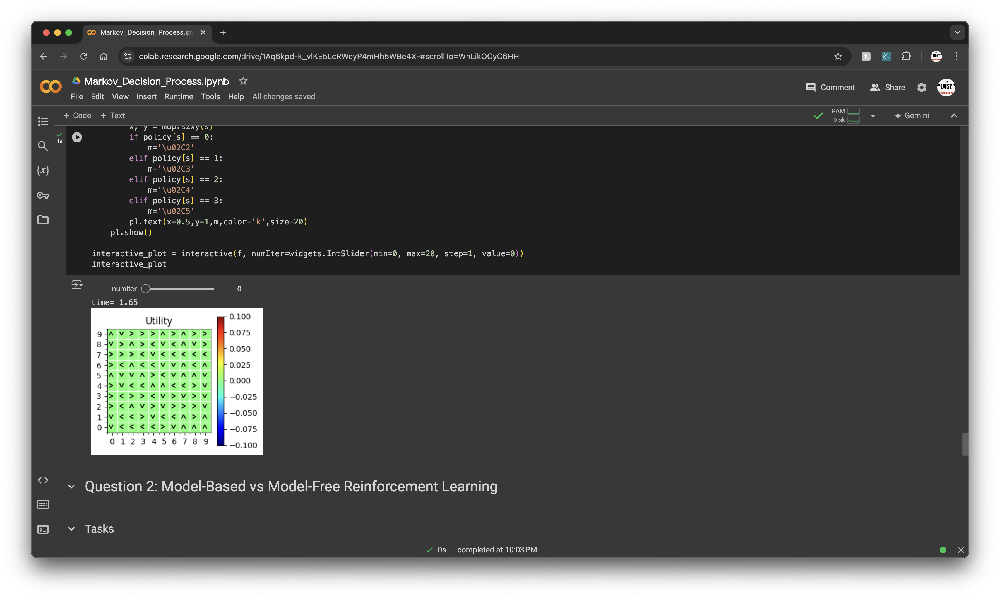 Markov_Decision_Process.ipy
colab.research.google.com/drive/1Aq6kpd-k_vlKE5LcRWeyP4mHh5WBe4X-#scrollTo=WhLikOCyC6HH
Markov_Decision_Process.ipynb
Comment Share
"BUSY"
File Edit View Insert Runtime Tools Help All changes saved
+ Code + Text
RAM
Disk
Gemini
x, y = mdp.s2xy(s)
1s
if policy[s] == 0:
m='\u02C2'
elif policy[s] == 1:
m='\u02C3'
elif policy[s] == 2:
m='\u02C4'
elif policy[s] == 3:
m='\u02C5'
pl.text(x-0.5,y-1,m,color='k',size=20)
pl.show()
interactive_plot = interactive(f, numIter=widgets.IntSlider(min=0, max=20, step=1, value=0))
interactive_plot
numIter 0
time= 1.65
Utility
9 ^ v > > > ^ > ^ > >
8 v > ^ > < v < ^ v >
7 > > > < v < < < < <
6 > < ^ < < v v ^ < ^
5 ^ v v ^ > < v ^ ^ v
4 > v < < ^ ^ < < > v
3 > < > > < v > v > v
2 > < ^ v > v > > > v
1 v < < > v < < ^ > ^
0 v < < < < > v ^ ^ ^
0 1 2 3 4 5 6 7 8 9
0.100
0.075
0.050
0.025
0.000
−0.025
−0.050
−0.075
−0.100
Question 2: Model-Based vs Model-Free Reinforcement Learning
Tasks
0s completed at 10:03 PM